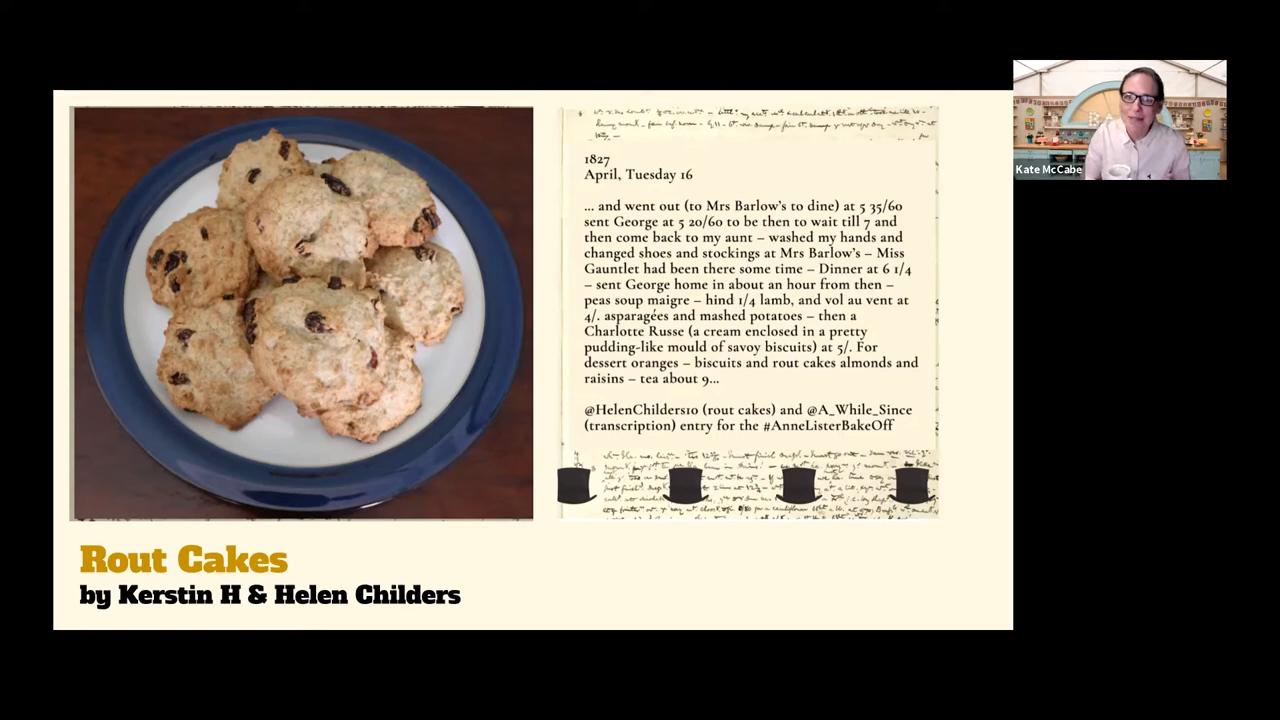 1827
April, Tuesday 16
... and went out (to Mrs Barlow's to dine) at 5 35/60
sent George at 5 20/60 to be then to wait till 7 and
then come back to my aunt – washed my hands and
changed shoes and stockings at Mrs Barlow's – Miss
Gauntlet had been there some time – Dinner at 6 1/4
– sent George home in about an hour from then –
peas soup maigre – hind 1/4 lamb, and vol au vent at
4/. asparagées and mashed potatoes – then a
Charlotte Russe (a cream enclosed in a pretty
pudding-like mould of savoy biscuits) at 5/. For
dessert oranges – biscuits and rout cakes almonds and
raisins – tea about 9...
@HelenChilders10 (rout cakes) and @A_While_Since
(transcription) entry for the #AnneListerBakeOff
Rout Cakes
by Kerstin H & Helen Childers
Kate McCabe